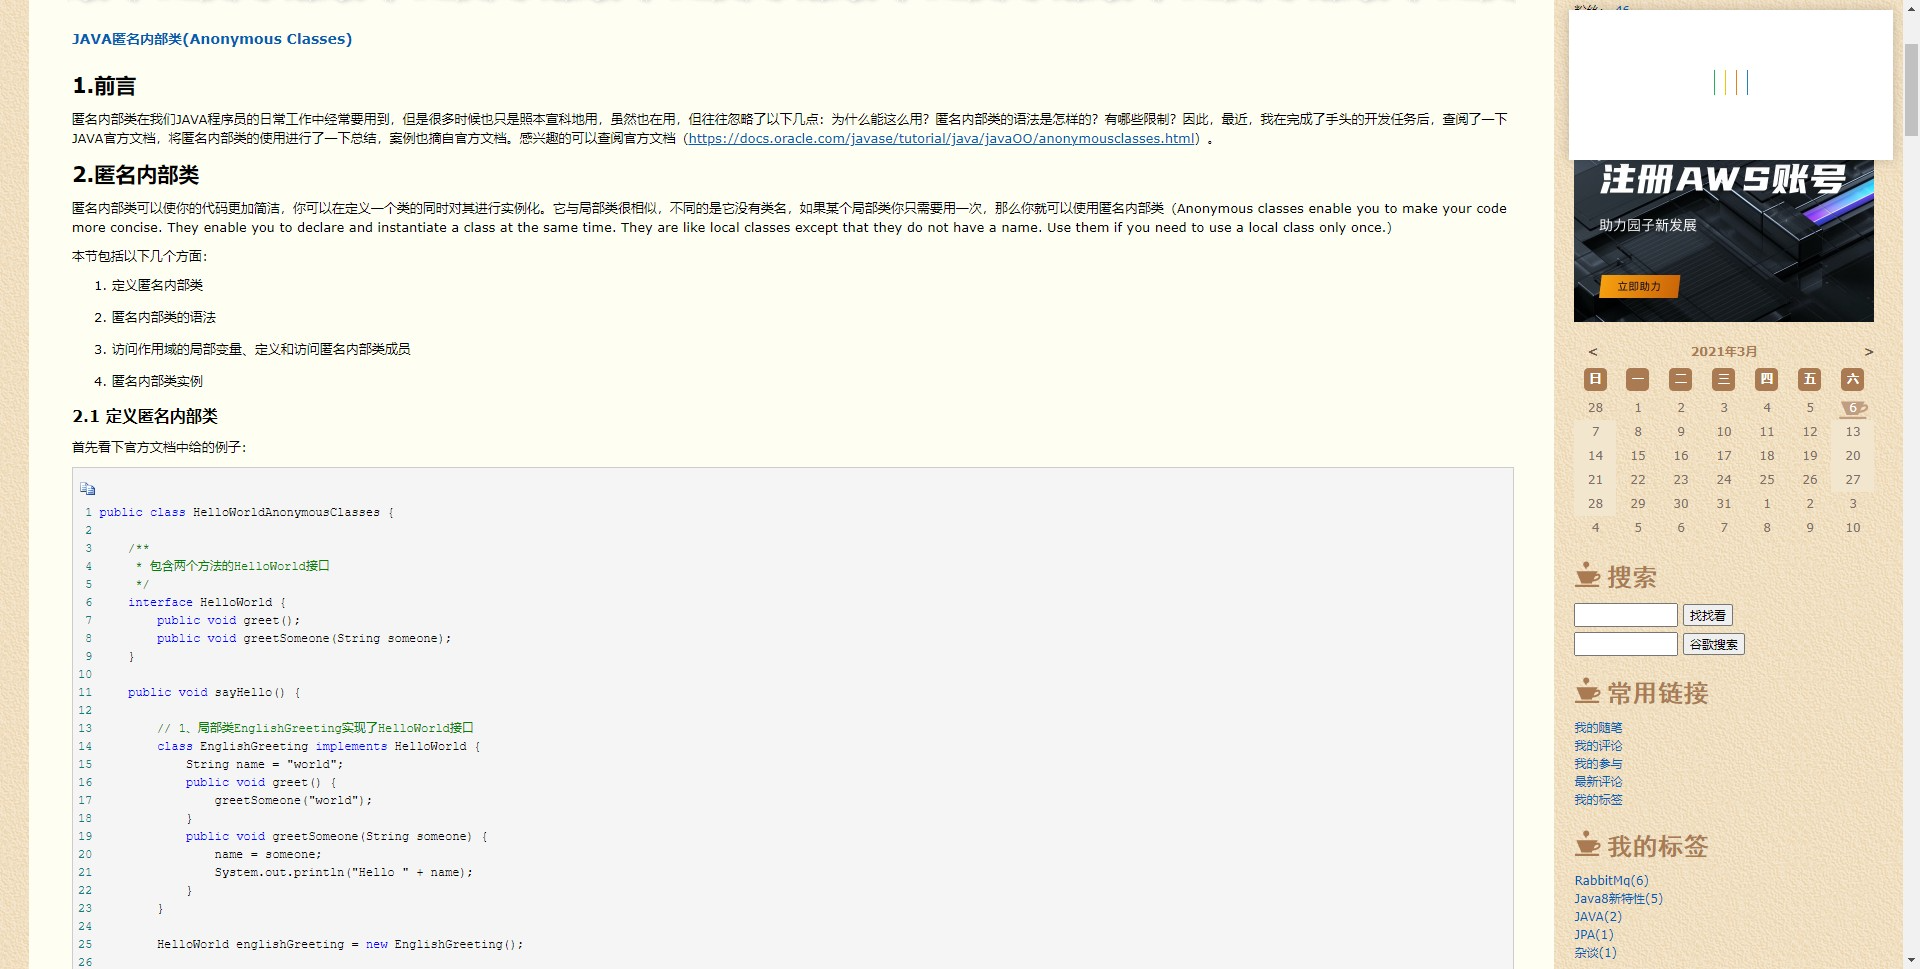 JAVA匿名内部类(Anonymous Classes)
1.前言
匿名内部类在我们JAVA程序员的日常工作中经常要用到，但是很多时候也只是照本宣科地用，虽然也在用，但往往忽略了以下几点：为什么能这么用？匿名内部类的语法是怎样的？有哪些限制？因此，最近，我在完成了手头的开发任务后，查阅了一下
JAVA官方文档，将匿名内部类的使用进行了一下总结，案例也摘自官方文档。感兴趣的可以查阅官方文档（https://docs.oracle.com/javase/tutorial/java/javaOO/anonymousclasses.html）。
2.匿名内部类
匿名内部类可以使你的代码更加简洁，你可以在定义一个类的同时对其进行实例化。它与局部类很相似，不同的是它没有类名，如果某个局部类你只需要用一次，那么你就可以使用匿名内部类（Anonymous classes enable you to make your code
more concise. They enable you to declare and instantiate a class at the same time. They are like local classes except that they do not have a name. Use them if you need to use a local class only once.）
本节包括以下几个方面：
1. 定义匿名内部类
2. 匿名内部类的语法
3. 访问作用域的局部变量、定义和访问匿名内部类成员
4. 匿名内部类实例
2.1 定义匿名内部类
首先看下官方文档中给的例子：
1 public class HelloWorldAnonymousClasses {
2
3     /**
4      * 包含两个方法的HelloWorld接口
5      */
6     interface HelloWorld {
7         public void greet();
8         public void greetSomeone(String someone);
9     }
10
11     public void sayHello() {
12
13         // 1、局部类EnglishGreeting实现了HelloWorld接口
14         class EnglishGreeting implements HelloWorld {
15             String name = "world";
16             public void greet() {
17                 greetSomeone("world");
18             }
19             public void greetSomeone(String someone) {
20                 name = someone;
21                 System.out.println("Hello " + name);
22             }
23         }
24
25         HelloWorld englishGreeting = new EnglishGreeting();
26
粉丝： 46
注册AWS账号
助力园子新发展
立即助力
< 2021年3月 >
日 一 二 三 四 五 六
28 1 2 3 4 5 6
7 8 9 10 11 12 13
14 15 16 17 18 19 20
21 22 23 24 25 26 27
28 29 30 31 1 2 3
4 5 6 7 8 9 10
搜索
找找看
谷歌搜索
常用链接
我的随笔
我的评论
我的参与
最新评论
我的标签
我的标签
RabbitMq(6)
Java8新特性(5)
JAVA(2)
JPA(1)
杂谈(1)